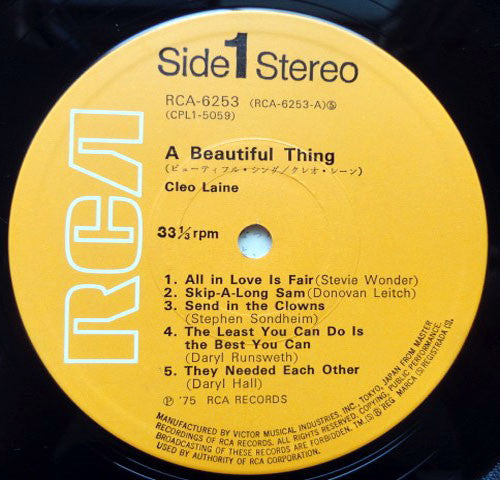 Side 1 Stereo
RCA-6253 (RCA-6253-A)Ⓢ
(CPL1-5059)
A Beautiful Thing
(ビューティフル・シング/クレオ・レーン)
Cleo Laine
33⅓ rpm
1. All in Love Is Fair (Stevie Wonder)
2. Skip-A-Long Sam (Donovan Leitch)
3. Send in the Clowns
(Stephen Sondheim)
4. The Least You Can Do Is
the Best You Can
(Daryl Runsweth)
5. They Needed Each Other
(Daryl Hall)
℗ '75 RCA RECORDS
RCA
MANUFACTURED BY VICTOR MUSICAL INDUSTRIES, INC. TOKYO, JAPAN FROM MASTER
RECORDINGS OF RCA RECORDS. ALL RIGHTS RESERVED. COPYING, PUBLIC PERFORMANCE,
BROADCASTING OF THESE RECORDS ARE FORBIDDEN. TM(S)® REG MARCA (S) REGISTRADA (S).
USED BY AUTHORITY OF RCA CORPORATION.